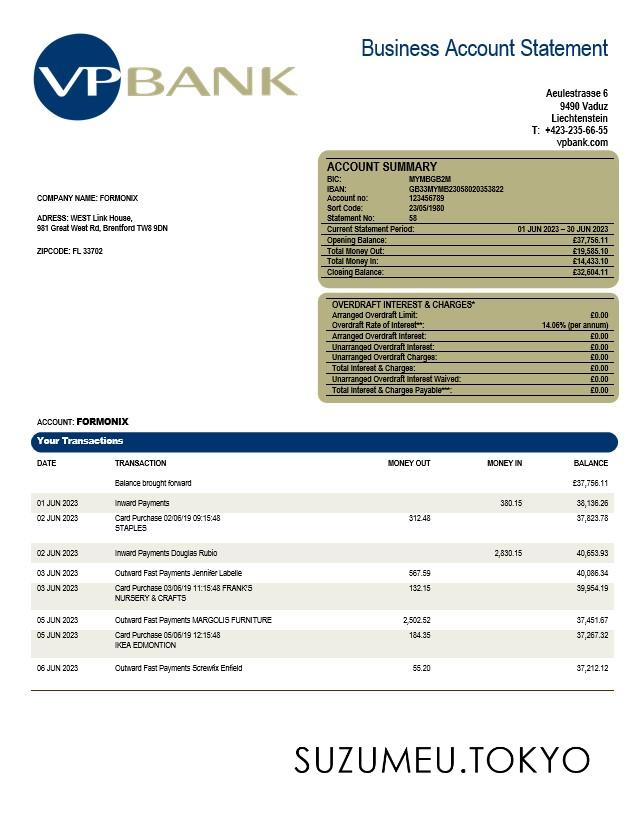 VPBANK
Business Account Statement
Aeulestrasse 6
9490 Vaduz
Liechtenstein
T: +423-235-66-55
vpbank.com
ACCOUNT SUMMARY
BIC: MYMBGB2M
IBAN: GB33MYMB23058020353822
Account no: 123456789
Sort Code: 23/05/1980
Statement No: 58
Current Statement Period: 01 JUN 2023 – 30 JUN 2023
Opening Balance: £37,756.11
Total Money Out: £19,585.10
Total Money In: £14,433.10
Closing Balance: £32,604.11
COMPANY NAME: FORMONIX
ADRESS: WEST Link House,
981 Great West Rd, Brentford TW8 9DN
ZIPCODE: FL 33702
OVERDRAFT INTEREST & CHARGES*
Arranged Overdraft Limit: £0.00
Overdraft Rate of Interest**: 14.06% (per annum)
Arranged Overdraft Interest: £0.00
Unarranged Overdraft Interest: £0.00
Unarranged Overdraft Charges: £0.00
Total Interest & Charges: £0.00
Unarranged Overdraft Interest Waived: £0.00
Total Interest & Charges Payable***: £0.00
ACCOUNT: FORMONIX
Your Transactions
DATE TRANSACTION MONEY OUT MONEY IN BALANCE
Balance brought forward £37,756.11
01 JUN 2023 Inward Payments 380.15 38,136.26
02 JUN 2023 Card Purchase 02/06/19 09:15:48 312.48 37,823.78
STAPLES
02 JUN 2023 Inward Payments Douglas Rubio 2,830.15 40,653.93
03 JUN 2023 Outward Fast Payments Jennifer Labelle 567.59 40,086.34
03 JUN 2023 Card Purchase 03/06/19 11:15:48 FRANK'S 132.15 39,954.19
NURSERY & CRAFTS
05 JUN 2023 Outward Fast Payments MARGOLIS FURNITURE 2,502.52 37,451.67
05 JUN 2023 Card Purchase 05/06/19 12:15:48 184.35 37,267.32
IKEA EDMONTION
06 JUN 2023 Outward Fast Payments Screwfix Enfield 55.20 37,212.12
SUZUMEU.TOKYO